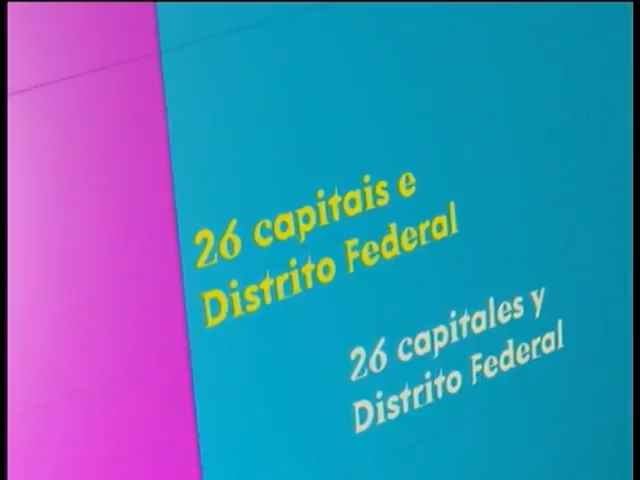 26 capitais e
Distrito Federal
26 capitales y
Distrito Federal